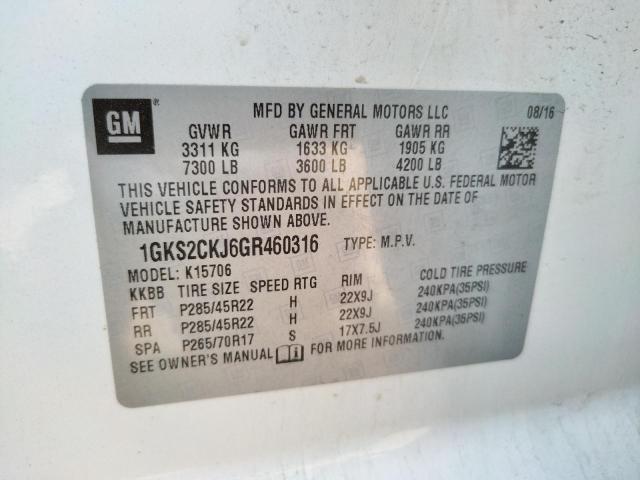 GM
MFD BY GENERAL MOTORS LLC 08/16
GVWR GAWR FRT GAWR RR
3311 KG 1633 KG 1905 KG
7300 LB 3600 LB 4200 LB
THIS VEHICLE CONFORMS TO ALL APPLICABLE U.S. FEDERAL MOTOR
VEHICLE SAFETY STANDARDS IN EFFECT ON THE DATE OF
MANUFACTURE SHOWN ABOVE.
1GKS2CKJ6GR460316 TYPE: M.P.V.
MODEL: K15706
KKBB TIRE SIZE SPEED RTG RIM COLD TIRE PRESSURE
FRT P285/45R22 H 22X9J 240KPA(35PSI)
RR P285/45R22 H 22X9J 240KPA(35PSI)
SPA P265/70R17 S 17X7.5J 240KPA(35PSI)
SEE OWNER'S MANUAL FOR MORE INFORMATION.